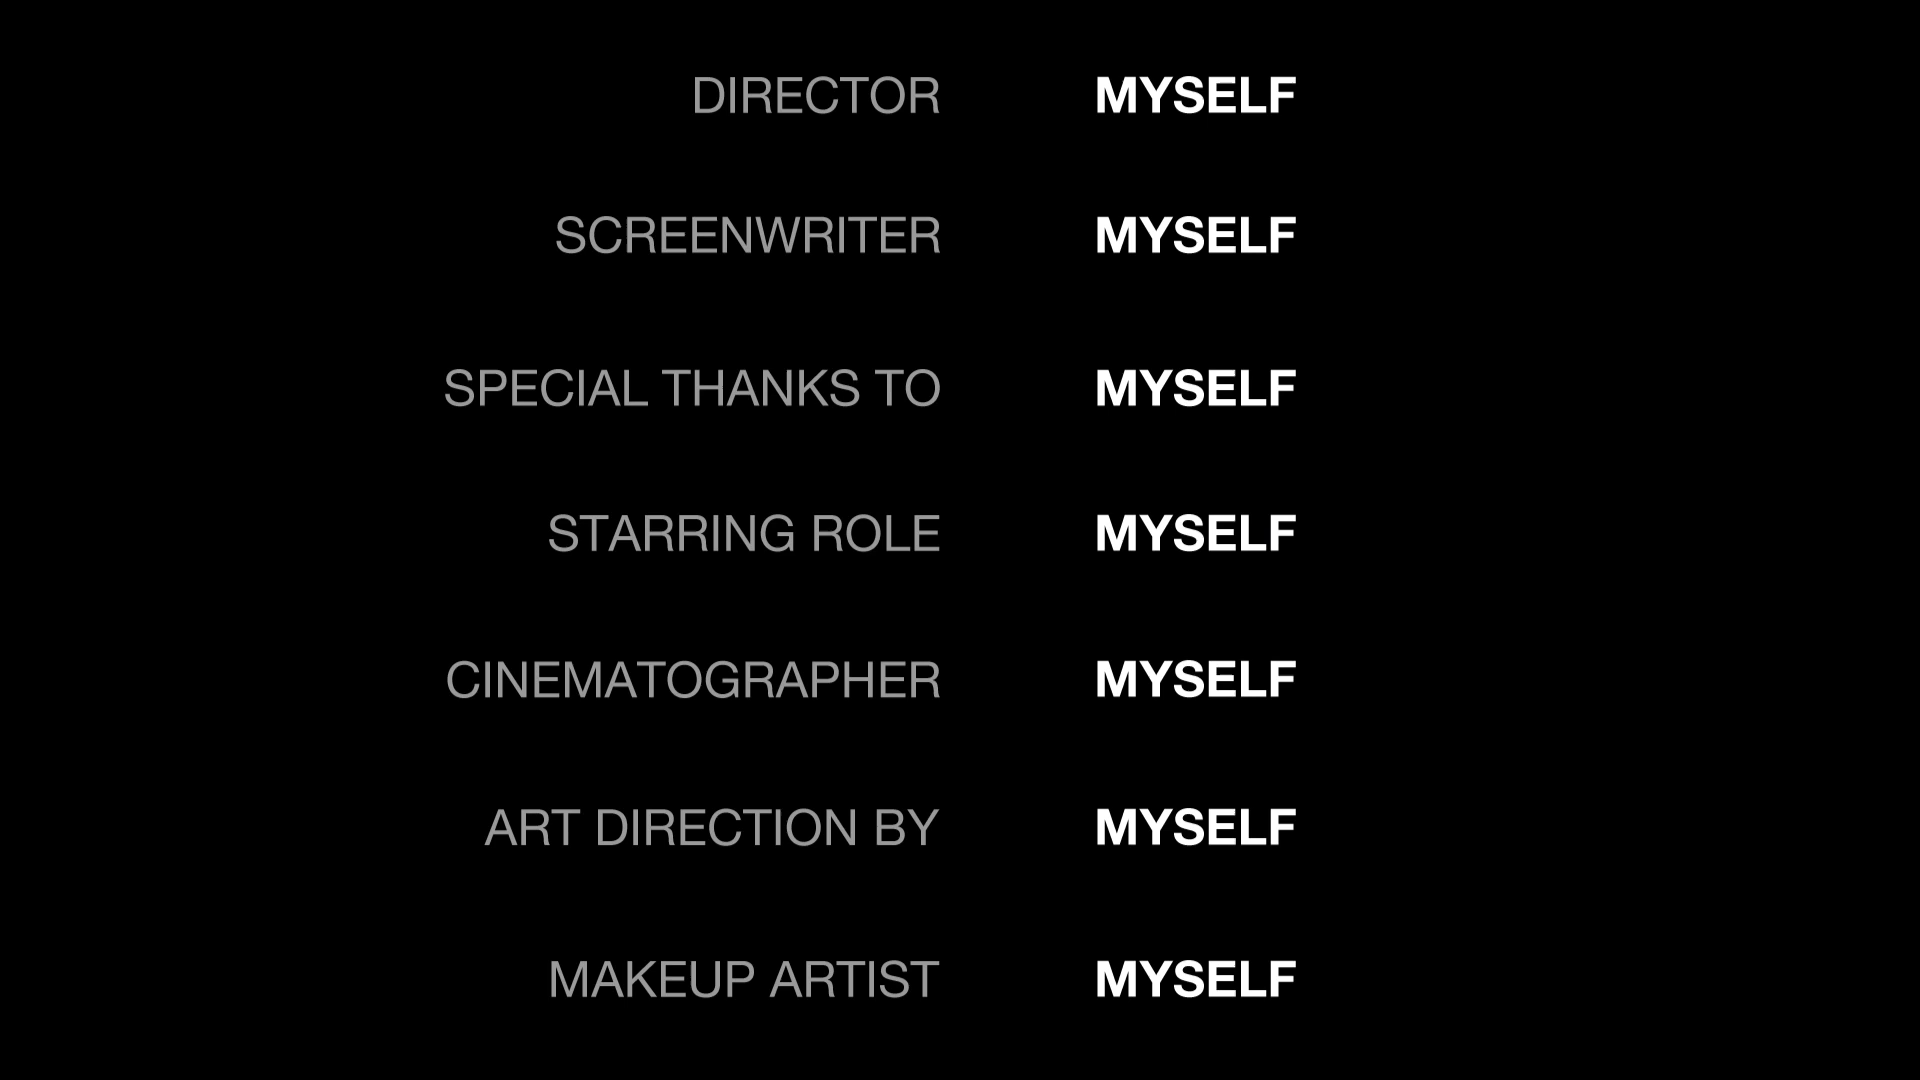 DIRECTOR MYSELF
SCREENWRITER MYSELF
SPECIAL THANKS TO MYSELF
STARRING ROLE MYSELF
CINEMATOGRAPHER MYSELF
ART DIRECTION BY MYSELF
MAKEUP ARTIST MYSELF